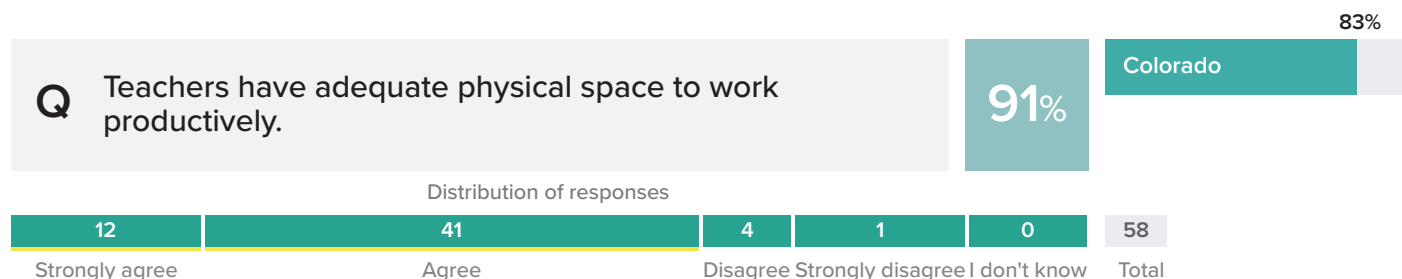 83%
Q
Teachers have adequate physical space to work
productively.
91%
Colorado
Distribution of responses
12 41 4 1 0 58
Strongly agree Agree Disagree Strongly disagree I don't know Total